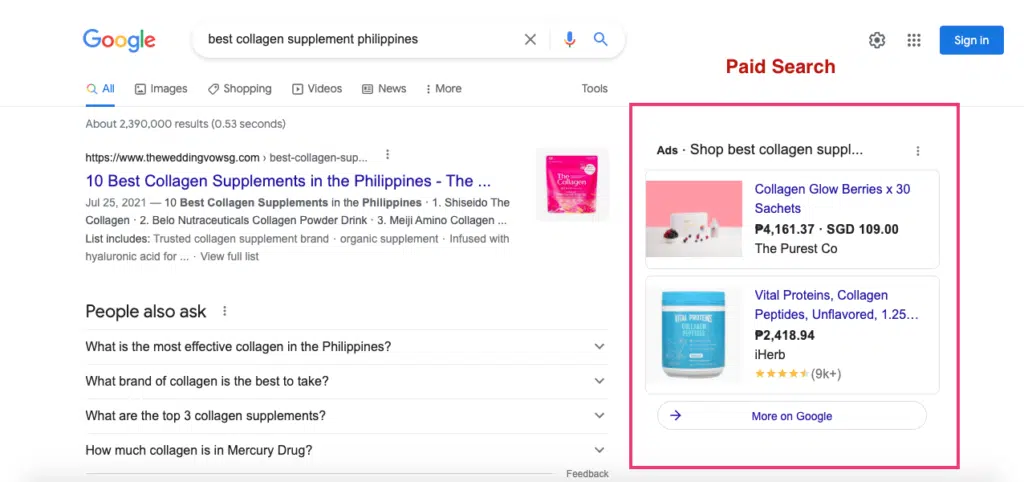 Google
best collagen supplement philippines
Sign in
Paid Search
All
Images
Shopping
Videos
News
More
Tools
About 2,390,000 results (0.53 seconds)
https://www.theweddingvowsg.com › best-collagen-sup...
10 Best Collagen Supplements in the Philippines - The ...
Jul 25, 2021 — 10 Best Collagen Supplements in the Philippines · 1. Shiseido The
Collagen · 2. Belo Nutraceuticals Collagen Powder Drink · 3. Meiji Amino Collagen ...
List includes: Trusted collagen supplement brand · organic supplement · Infused with
hyaluronic acid for ... · View full list
The
Collagen
People also ask
What is the most effective collagen in the Philippines?
What brand of collagen is the best to take?
What are the top 3 collagen supplements?
How much collagen is in Mercury Drug?
Feedback
Ads · Shop best collagen suppl...
Collagen Glow Berries x 30
Sachets
₱4,161.37 · SGD 109.00
The Purest Co
VITAL PROTEINS
COLLAGEN
PEPTIDES
Vital Proteins, Collagen
Peptides, Unflavored, 1.25…
₱2,418.94
iHerb
(9k+)
More on Google